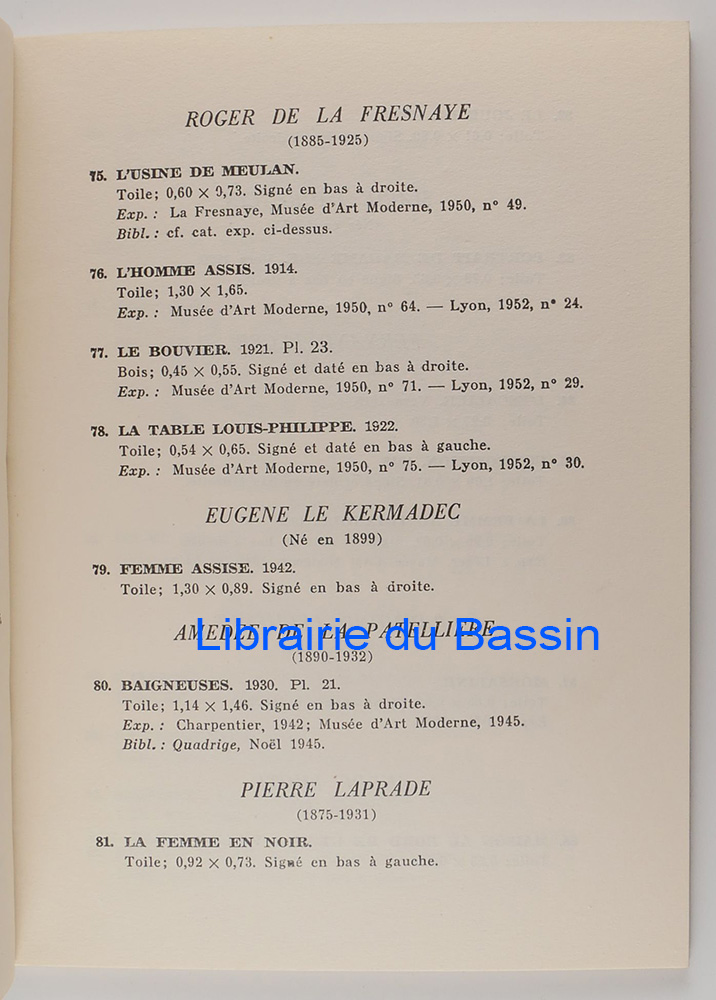 ROGER DE LA FRESNAYE
(1885-1925)
75. L'USINE DE MEULAN.
Toile; 0,60 × 0,73. Signé en bas à droite.
Exp. : La Fresnaye, Musée d'Art Moderne, 1950, n° 49.
Bibl. : cf. cat. exp. ci-dessus.
76. L'HOMME ASSIS. 1914.
Toile; 1,30 × 1,65.
Exp. : Musée d'Art Moderne, 1950, n° 64. — Lyon, 1952, n° 24.
77. LE BOUVIER. 1921. Pl. 23.
Bois; 0,45 × 0,55. Signé et daté en bas à droite.
Exp. : Musée d'Art Moderne, 1950, n° 71. — Lyon, 1952, n° 29.
78. LA TABLE LOUIS-PHILIPPE. 1922.
Toile; 0,54 × 0,65. Signé et daté en bas à gauche.
Exp. : Musée d'Art Moderne, 1950, n° 75. — Lyon, 1952, n° 30.
EUGENE LE KERMADEC
(Né en 1899)
79. FEMME ASSISE. 1942.
Toile; 1,30 × 0,89. Signé en bas à droite.
AMEDEE DE LA PATELLIERE
Librairie du Bassin
(1890-1932)
80. BAIGNEUSES. 1930. Pl. 21.
Toile; 1,14 × 1,46. Signé en bas à droite.
Exp. : Charpentier, 1942; Musée d'Art Moderne, 1945.
Bibl. : Quadrige, Noël 1945.
PIERRE LAPRADE
(1875-1931)
81. LA FEMME EN NOIR.
Toile; 0,92 × 0,73. Signé en bas à gauche.